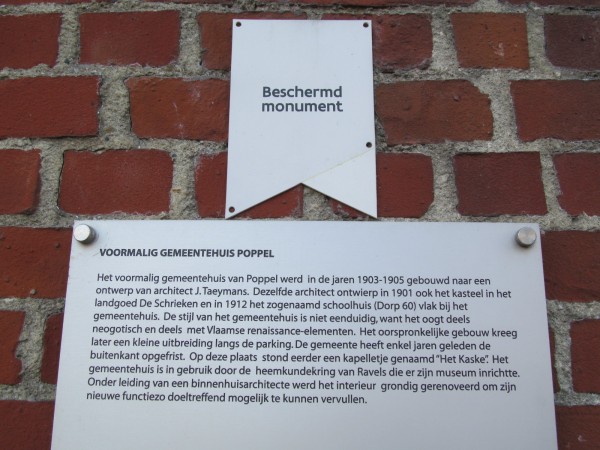 Beschermd
monument
VOORMALIG GEMEENTEHUIS POPPEL
Het voormalig gemeentehuis van Poppel werd in de jaren 1903-1905 gebouwd naar een
ontwerp van architect J. Taeymans. Dezelfde architect ontwierp in 1901 ook het kasteel in het
landgoed De Schrieken en in 1912 het zogenaamd schoolhuis (Dorp 60) vlak bij het
gemeentehuis. De stijl van het gemeentehuis is niet eenduidig, want het oogt deels
neogotisch en deels met Vlaamse renaissance-elementen. Het oorspronkelijke gebouw kreeg
later een kleine uitbreiding langs de parking. De gemeente heeft enkel jaren geleden de
buitenkant opgefrist. Op deze plaats stond eerder een kapelletje genaamd "Het Kaske". Het
gemeentehuis is in gebruik door de heemkundekring van Ravels die er zijn museum inrichtte.
Onder leiding van een binnenhuisarchitecte werd het interieur grondig gerenoveerd om zijn
nieuwe functiezo doeltreffend mogelijk te kunnen vervullen.